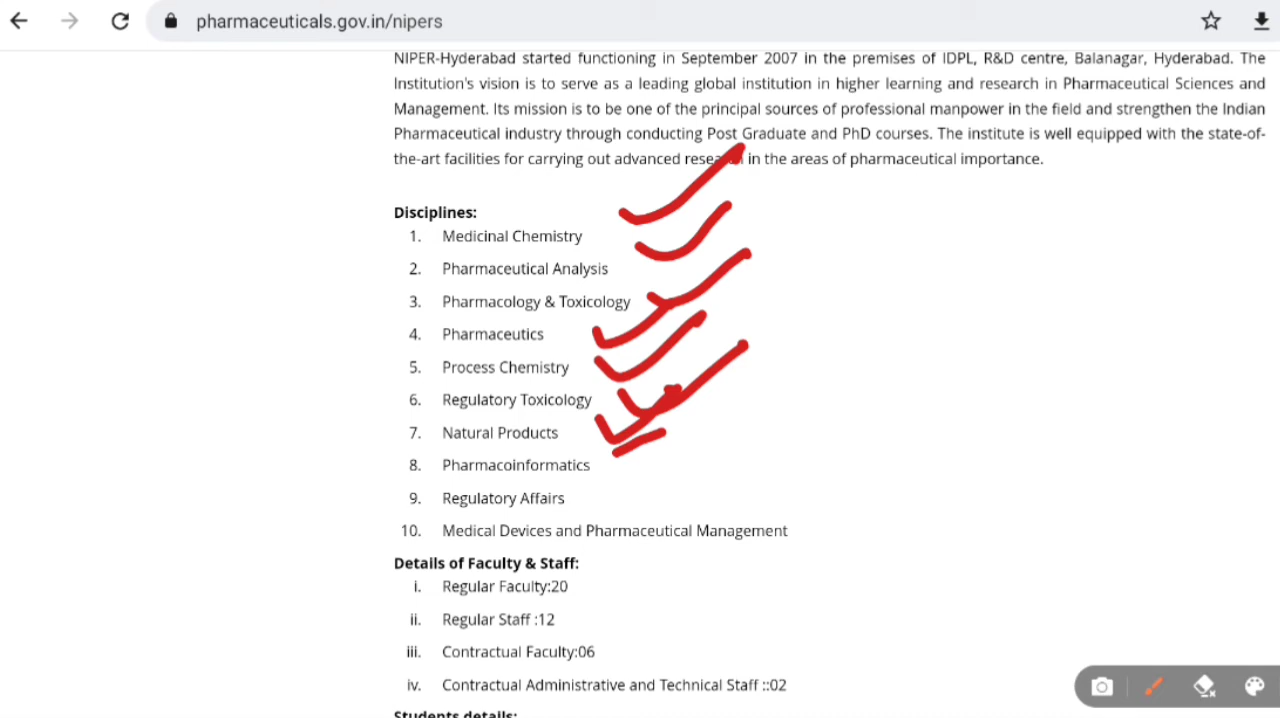 pharmaceuticals.gov.in/nipers
NIPER-Hyderabad started functioning in September 2007 in the premises of IDPL, R&D centre, Balanagar, Hyderabad. The
Institution's vision is to serve as a leading global institution in higher learning and research in Pharmaceutical Sciences and
Management. Its mission is to be one of the principal sources of professional manpower in the field and strengthen the Indian
Pharmaceutical industry through conducting Post Graduate and PhD courses. The institute is well equipped with the state-of-
the-art facilities for carrying out advanced research in the areas of pharmaceutical importance.
Disciplines:
1. Medicinal Chemistry
2. Pharmaceutical Analysis
3. Pharmacology & Toxicology
4. Pharmaceutics
5. Process Chemistry
6. Regulatory Toxicology
7. Natural Products
8. Pharmacoinformatics
9. Regulatory Affairs
10. Medical Devices and Pharmaceutical Management
Details of Faculty & Staff:
i. Regular Faculty:20
ii. Regular Staff :12
iii. Contractual Faculty:06
iv. Contractual Administrative and Technical Staff ::02
Students details: